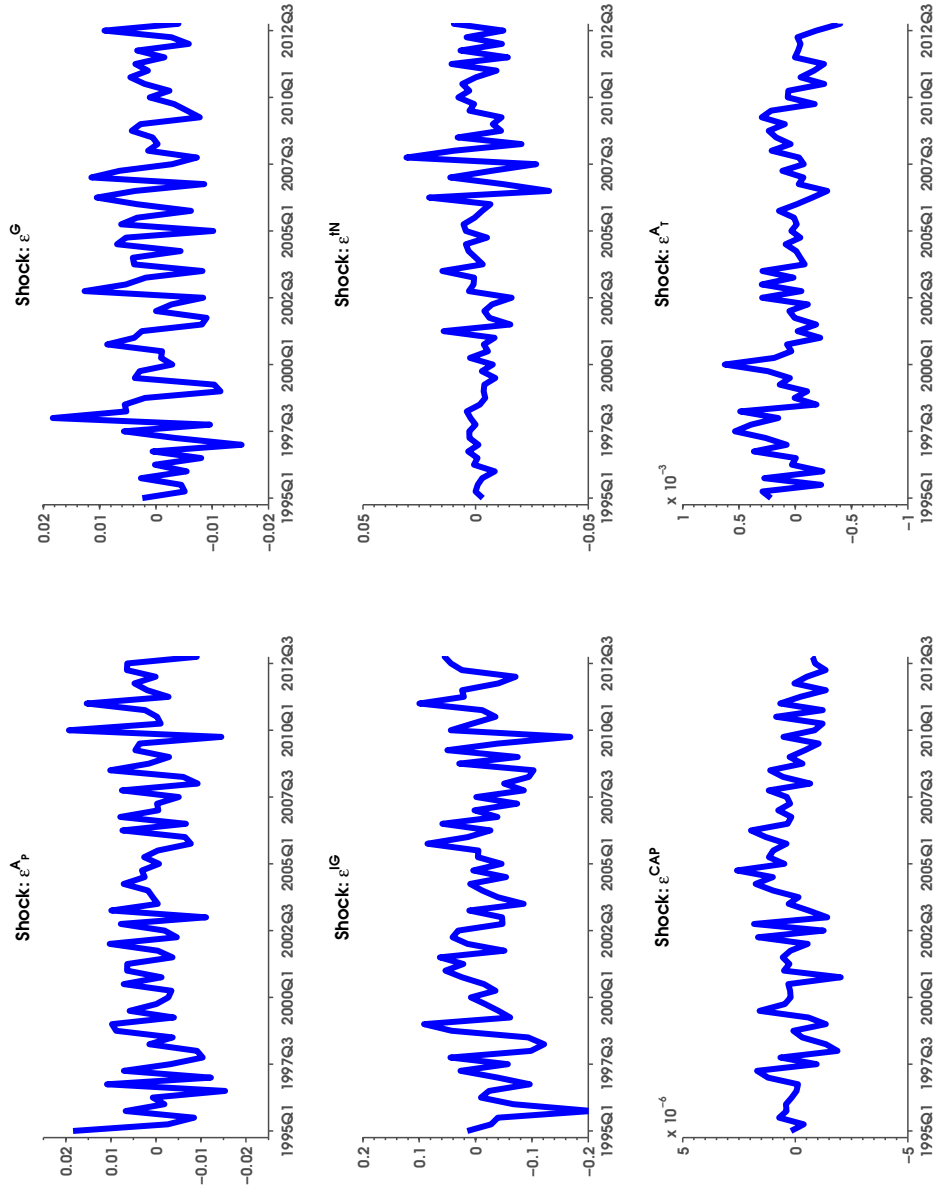 Shock: ε^A_P
0.02
0.01
0
−0.01
−0.02
1995Q1 1997Q3 2000Q1 2002Q3 2005Q1 2007Q3 2010Q1 2012Q3
Shock: ε^G
0.02
0.01
0
−0.01
−0.02
1995Q1 1997Q3 2000Q1 2002Q3 2005Q1 2007Q3 2010Q1 2012Q3
Shock: ε^IG
0.2
0.1
0
−0.1
−0.2
1995Q1 1997Q3 2000Q1 2002Q3 2005Q1 2007Q3 2010Q1 2012Q3
Shock: ε^tN
0.05
0
−0.05
1995Q1 1997Q3 2000Q1 2002Q3 2005Q1 2007Q3 2010Q1 2012Q3
Shock: ε^CAP
x 10^−6
5
0
−5
1995Q1 1997Q3 2000Q1 2002Q3 2005Q1 2007Q3 2010Q1 2012Q3
Shock: ε^A_T
x 10^−3
1
0.5
0
−0.5
−1
1995Q1 1997Q3 2000Q1 2002Q3 2005Q1 2007Q3 2010Q1 2012Q3